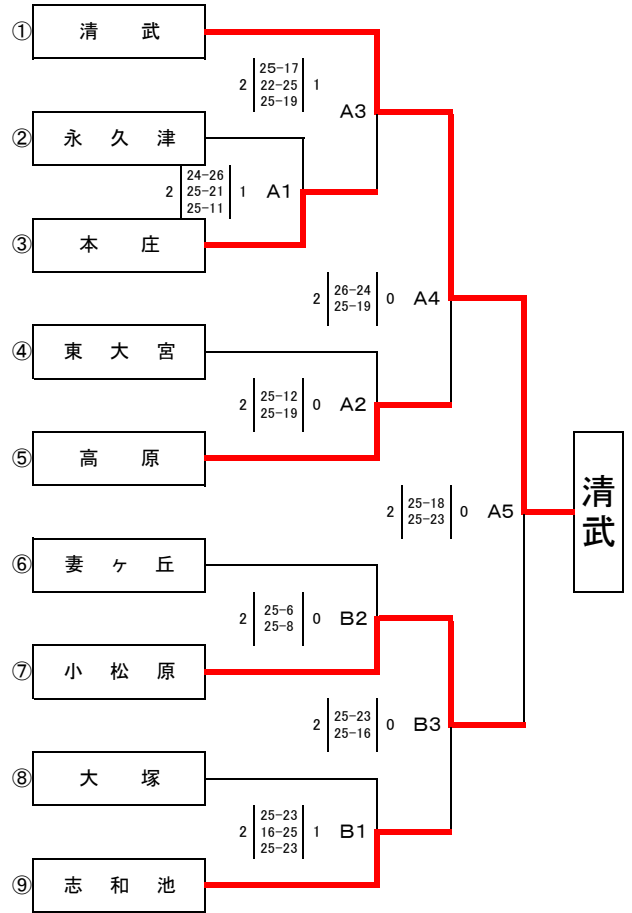 ① 清武
25-17
2 22-25 1
25-19
A3
② 永久津
24-26
2 25-21 1 A1
25-11
③ 本庄
2 26-24 0 A4
25-19
④ 東大宮
2 25-12 0 A2
25-19
⑤ 高原
清武
2 25-18 0 A5
25-23
⑥ 妻ヶ丘
2 25-6 0 B2
25-8
⑦ 小松原
2 25-23 0 B3
25-16
⑧ 大塚
25-23
2 16-25 1 B1
25-23
⑨ 志和池